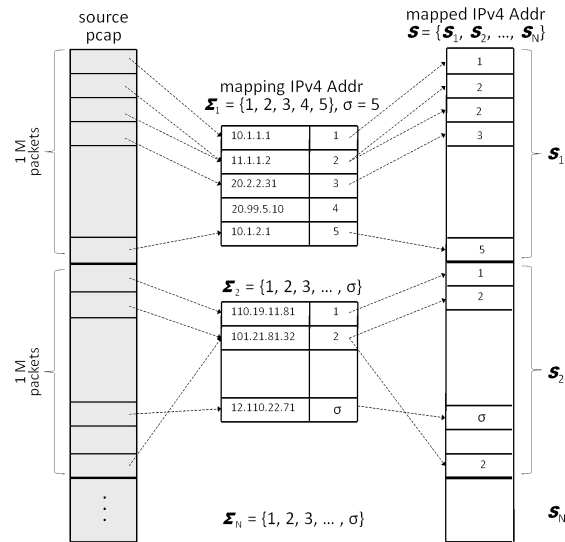 source
pcap
mapped IPv4 Addr
S = {S1, S2, ..., SN}
1 M
packets
mapping IPv4 Addr
Σ1 = {1, 2, 3, 4, 5}, σ = 5
10.1.1.1 1
11.1.1.2 2
20.2.2.31 3
20.99.5.10 4
10.1.2.1 5
1
2
2
3
5
S1
1 M
packets
Σ2 = {1, 2, 3, ... , σ}
110.19.11.81 1
101.21.81.32 2
12.110.22.71 σ
1
2
σ
2
S2
ΣN = {1, 2, 3, ... , σ}
SN